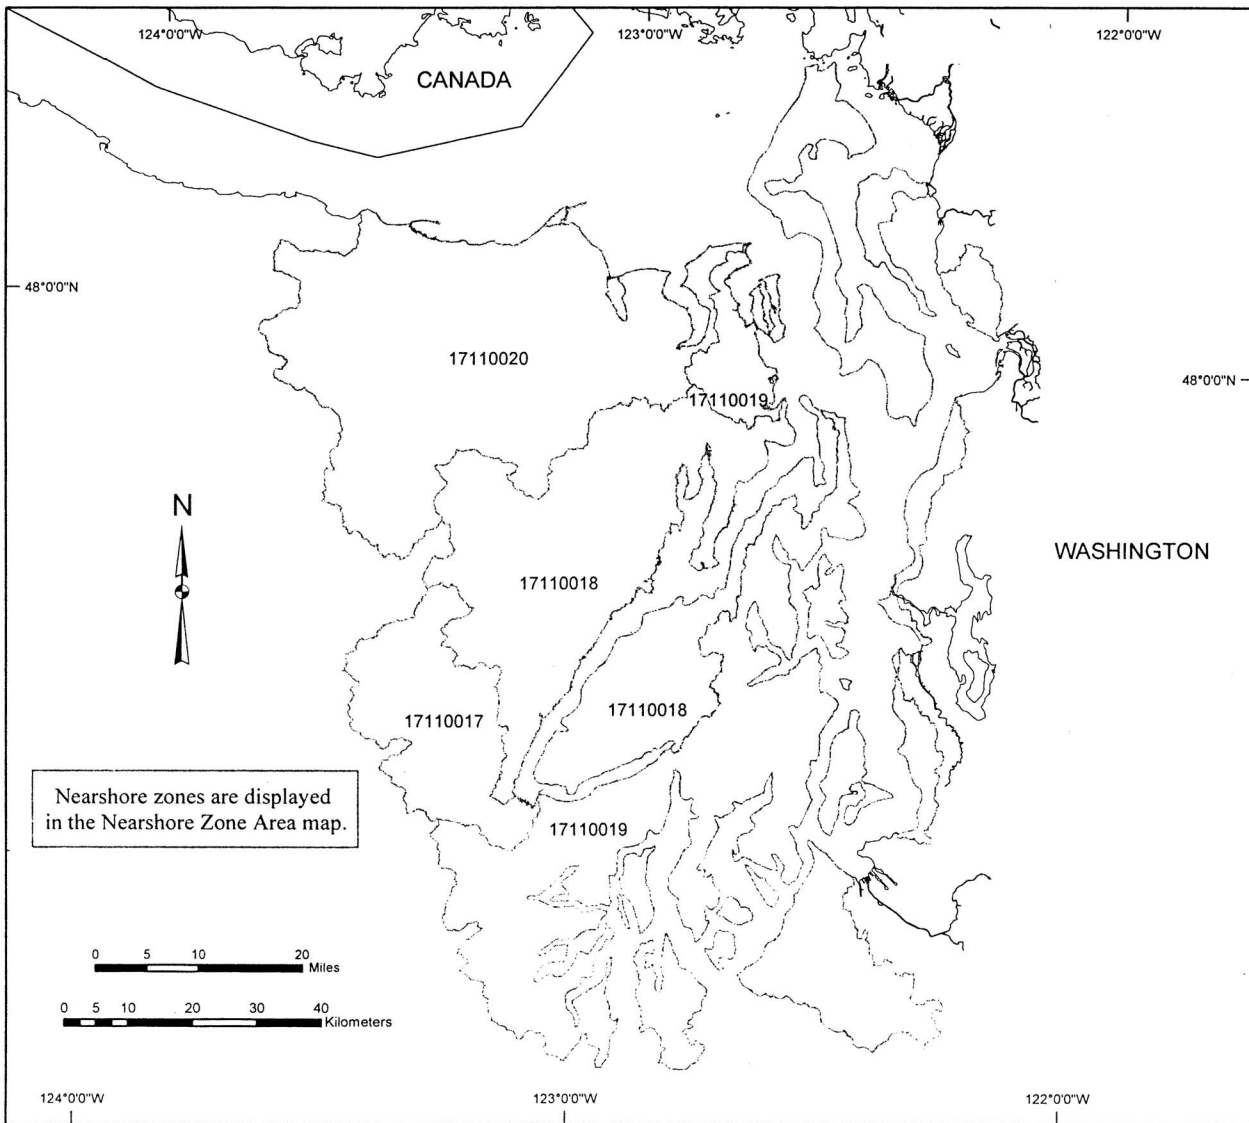 124°0'0"W
123°0'0"W
122°0'0"W
CANADA
48°0'0"N
17110020
48°0'0"N
17110019
N
WASHINGTON
17110018
17110018
17110017
Nearshore zones are displayed
in the Nearshore Zone Area map.
17110019
0 5 10 20
Miles
0 5 10 20 30 40
Kilometers
124°0'0"W
123°0'0"W
122°0'0"W